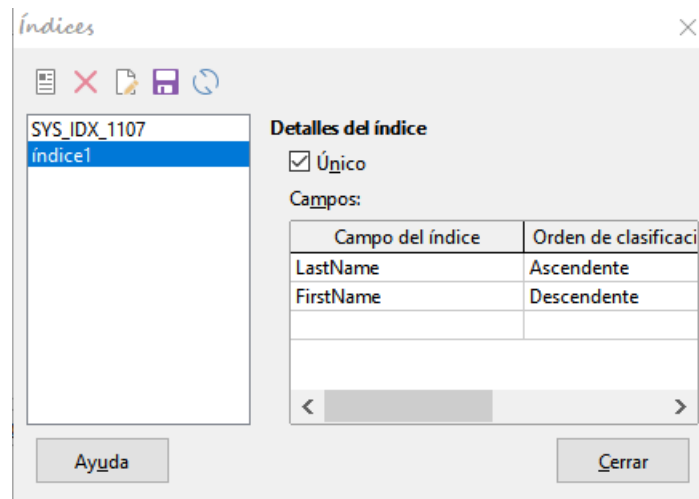 Índices
SYS_IDX_1107
índice1
Detalles del índice
Único
Campos:
Campo del índice Orden de clasificaci
LastName Ascendente
FirstName Descendente
Ayuda
Cerrar